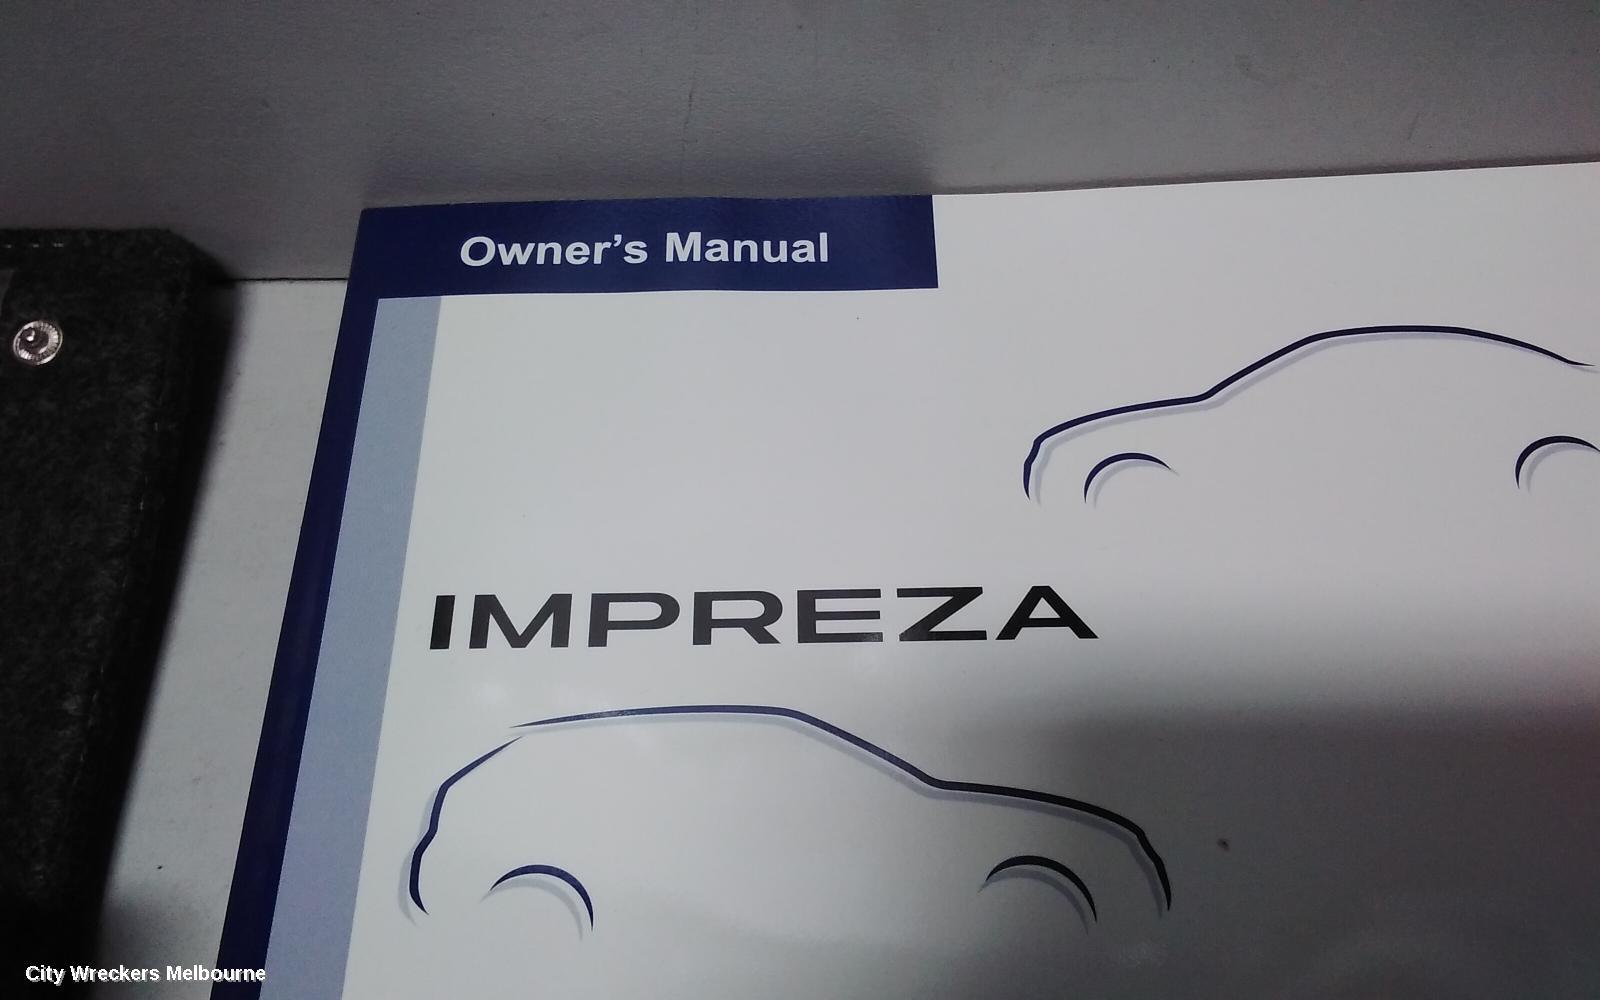 Owner's Manual
IMPREZA
City Wreckers Melbourne